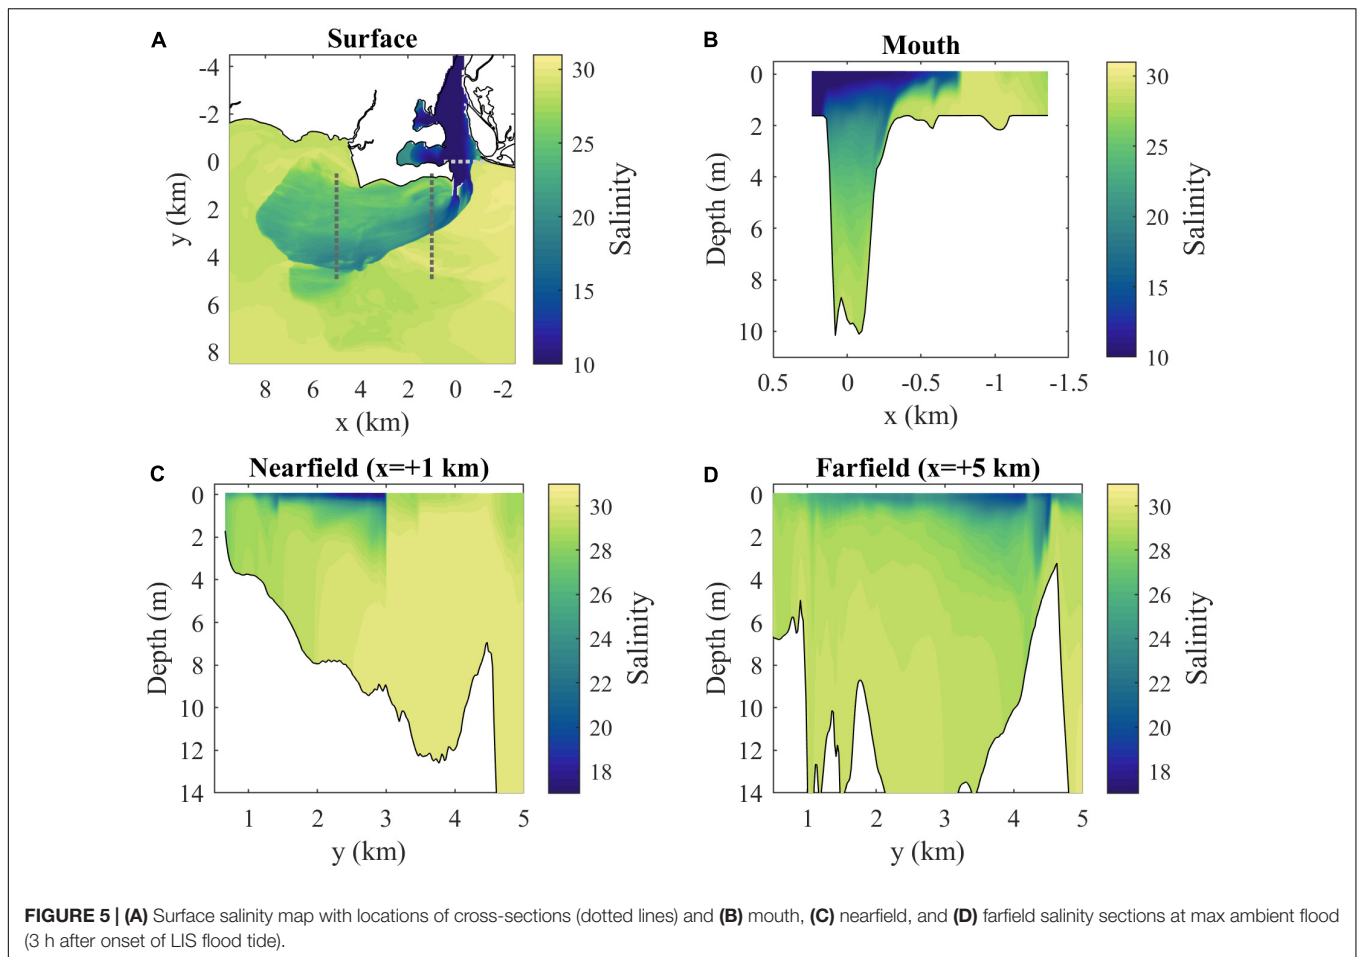 A
Surface
-4
-2
0
2
4
6
8
y (km)
8 6 4 2 0 -2
x (km)
30
25
20
15
10
Salinity
B
Mouth
0
2
4
6
8
10
Depth (m)
0.5 0 -0.5 -1 -1.5
x (km)
30
25
20
15
10
Salinity
C
Nearfield (x=+1 km)
0
2
4
6
8
10
12
14
Depth (m)
1 2 3 4 5
y (km)
30
28
26
24
22
20
18
Salinity
D
Farfield (x=+5 km)
0
2
4
6
8
10
12
14
Depth (m)
1 2 3 4 5
y (km)
30
28
26
24
22
20
18
Salinity
FIGURE 5 | (A) Surface salinity map with locations of cross-sections (dotted lines) and (B) mouth, (C) nearfield, and (D) farfield salinity sections at max ambient flood
(3 h after onset of LIS flood tide).